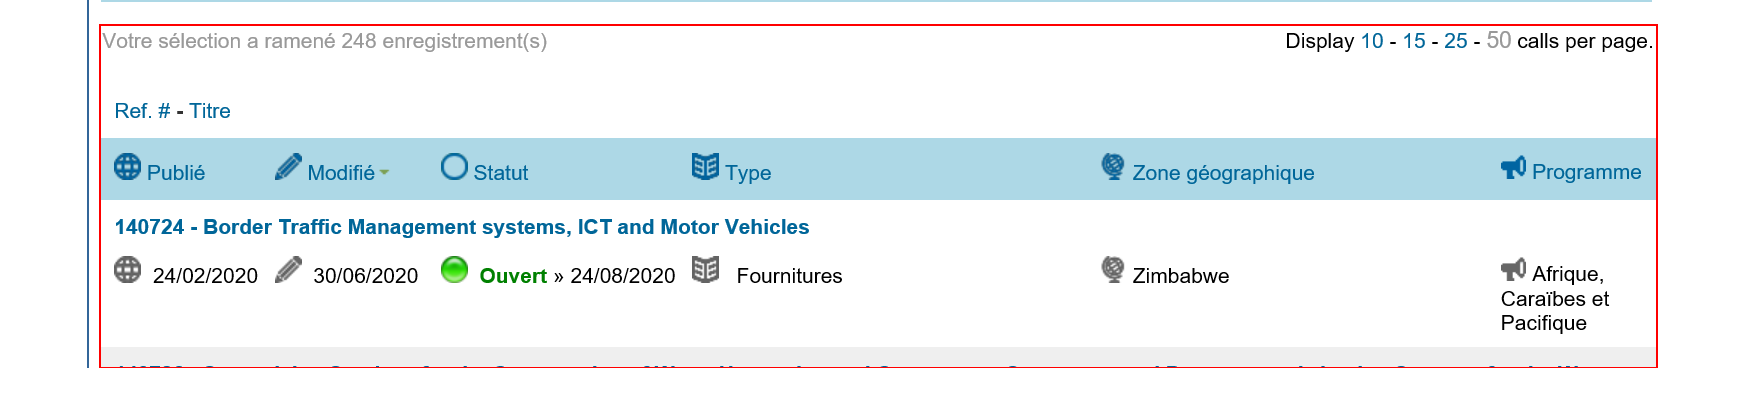 Votre sélection a ramené 248 enregistrement(s) Display 10 - 15 - 25 - 50 calls per page.
Ref. # - Titre
Publié Modifié Statut Type Zone géographique Programme
140724 - Border Traffic Management systems, ICT and Motor Vehicles
24/02/2020 30/06/2020 Ouvert » 24/08/2020 Fournitures Zimbabwe Afrique,
Caraïbes et
Pacifique